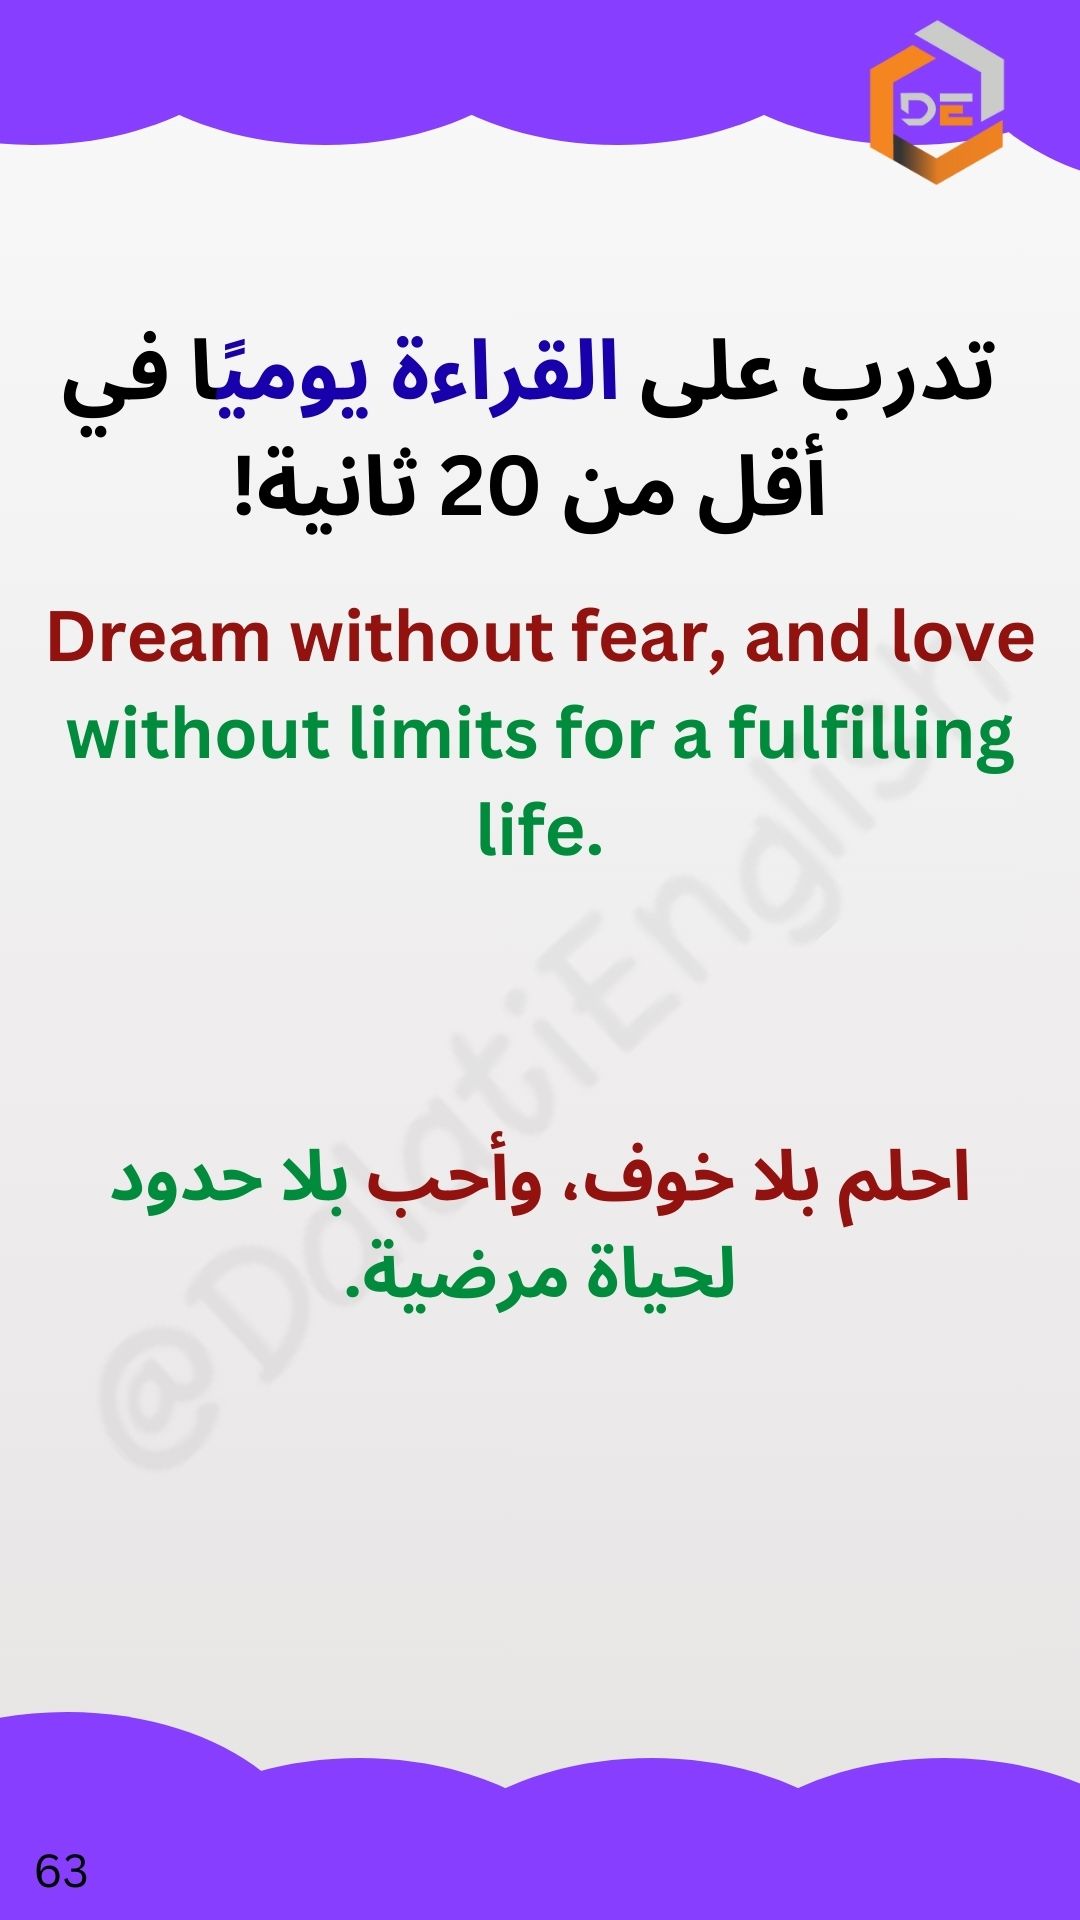 DE
تدرب على القراءة يوميًا في
أقل من 20 ثانية!
Dream without fear, and love
without limits for a fulfilling
life.
@DdlatiEnglish
احلم بلا خوف، وأحب بلا حدود
لحياة مرضية.
63